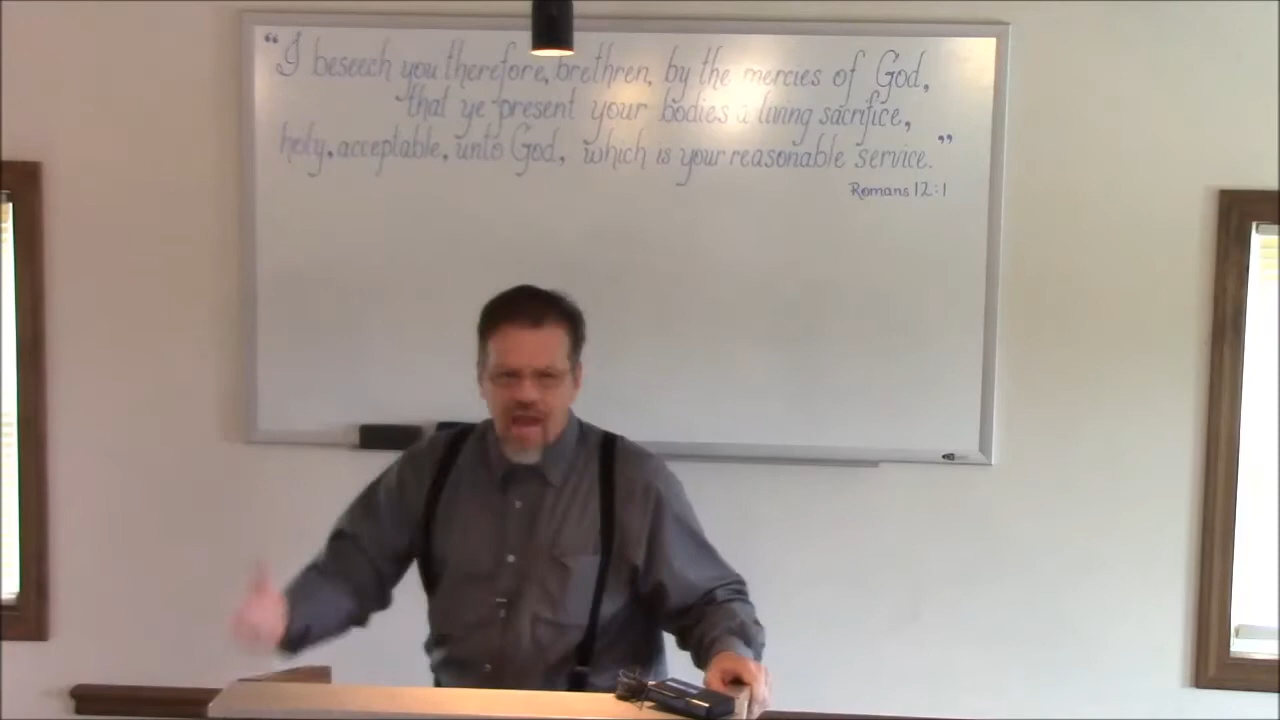 “I beseech you therefore, brethren, by the mercies of God,
that ye present your bodies a living sacrifice,
holy, acceptable, unto God, which is your reasonable service.”
Romans 12:1